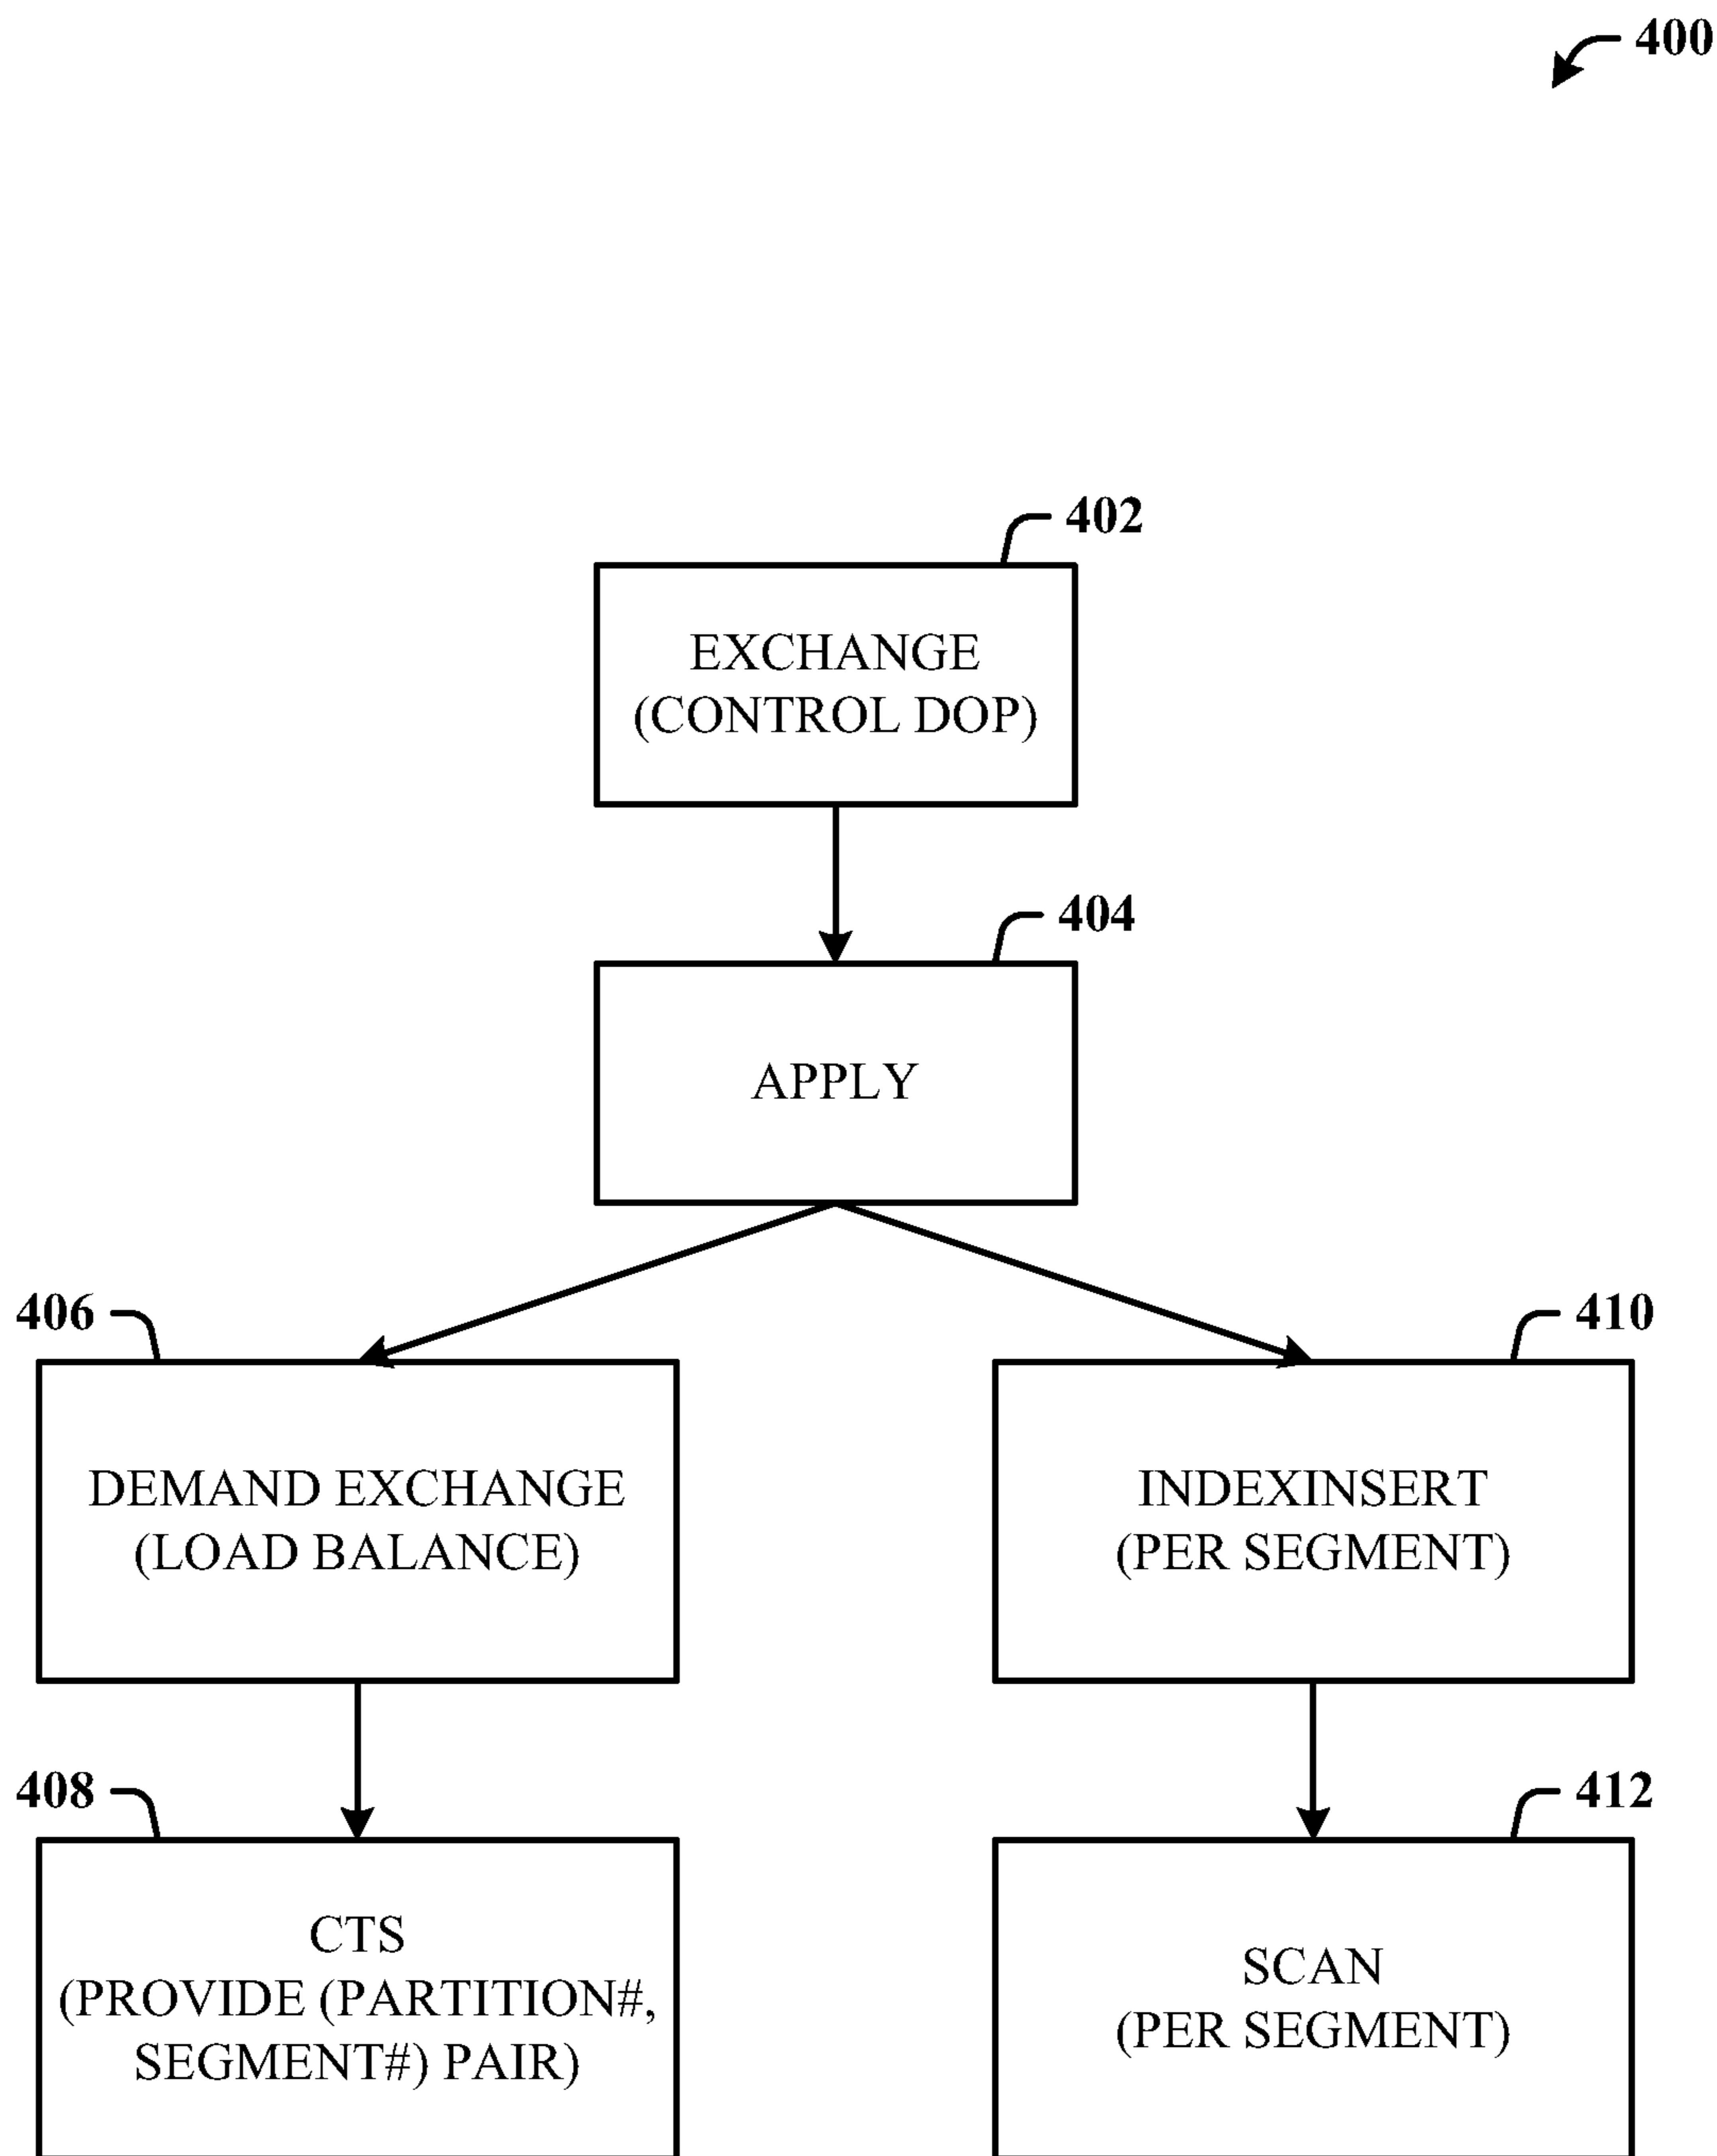 400
402
EXCHANGE
(CONTROL DOP)
404
APPLY
406
DEMAND EXCHANGE
(LOAD BALANCE)
410
INDEXINSERT
(PER SEGMENT)
408
CTS
(PROVIDE (PARTITION#,
SEGMENT#) PAIR)
412
SCAN
(PER SEGMENT)